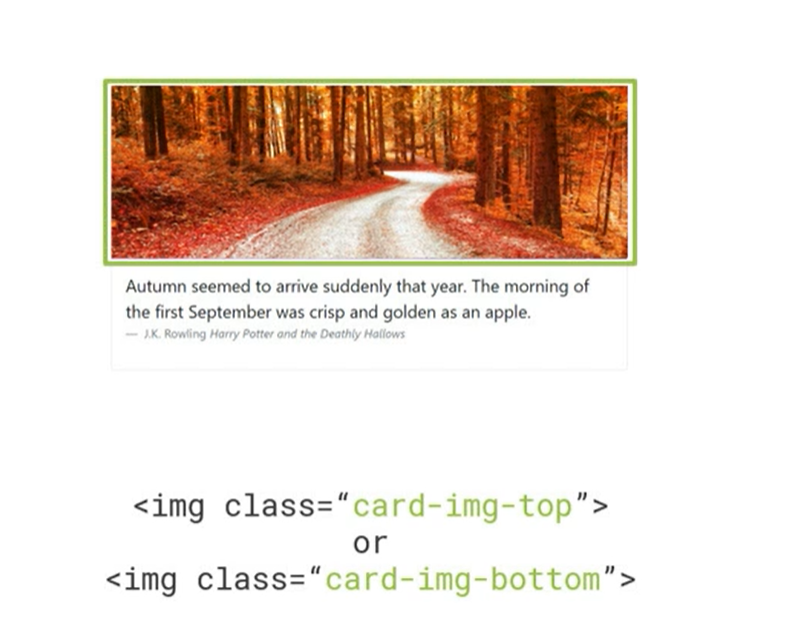 Autumn seemed to arrive suddenly that year. The morning of
the first September was crisp and golden as an apple.
— J.K. Rowling Harry Potter and the Deathly Hallows
<img class=“card-img-top”>
or
<img class=“card-img-bottom”>